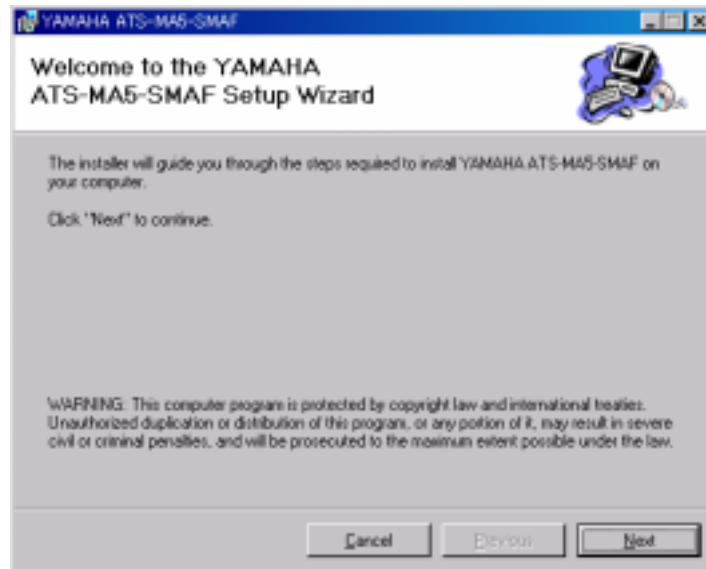 YAMAHA ATS-MA5-SMAF
Welcome to the YAMAHA
ATS-MA5-SMAF Setup Wizard
The installer will guide you through the steps required to install YAMAHA ATS-MA5-SMAF on
your computer.
Click "Next" to continue.
WARNING: This computer program is protected by copyright law and international treaties.
Unauthorized duplication or distribution of this program, or any portion of it, may result in severe
civil or criminal penalties, and will be prosecuted to the maximum extent possible under the law.
Cancel Previous Next